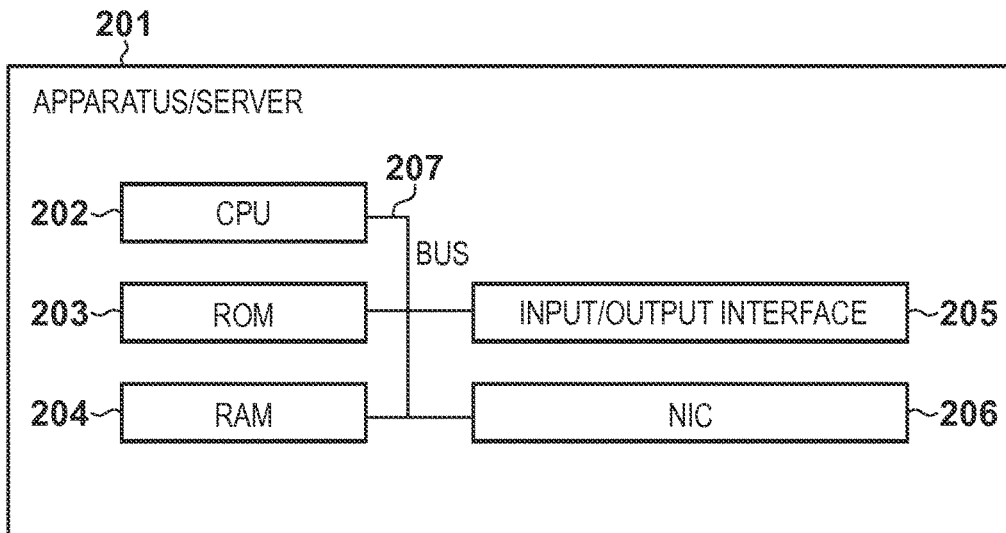 201
APPARATUS/SERVER
207
202 CPU
BUS
203 ROM INPUT/OUTPUT INTERFACE 205
204 RAM NIC 206